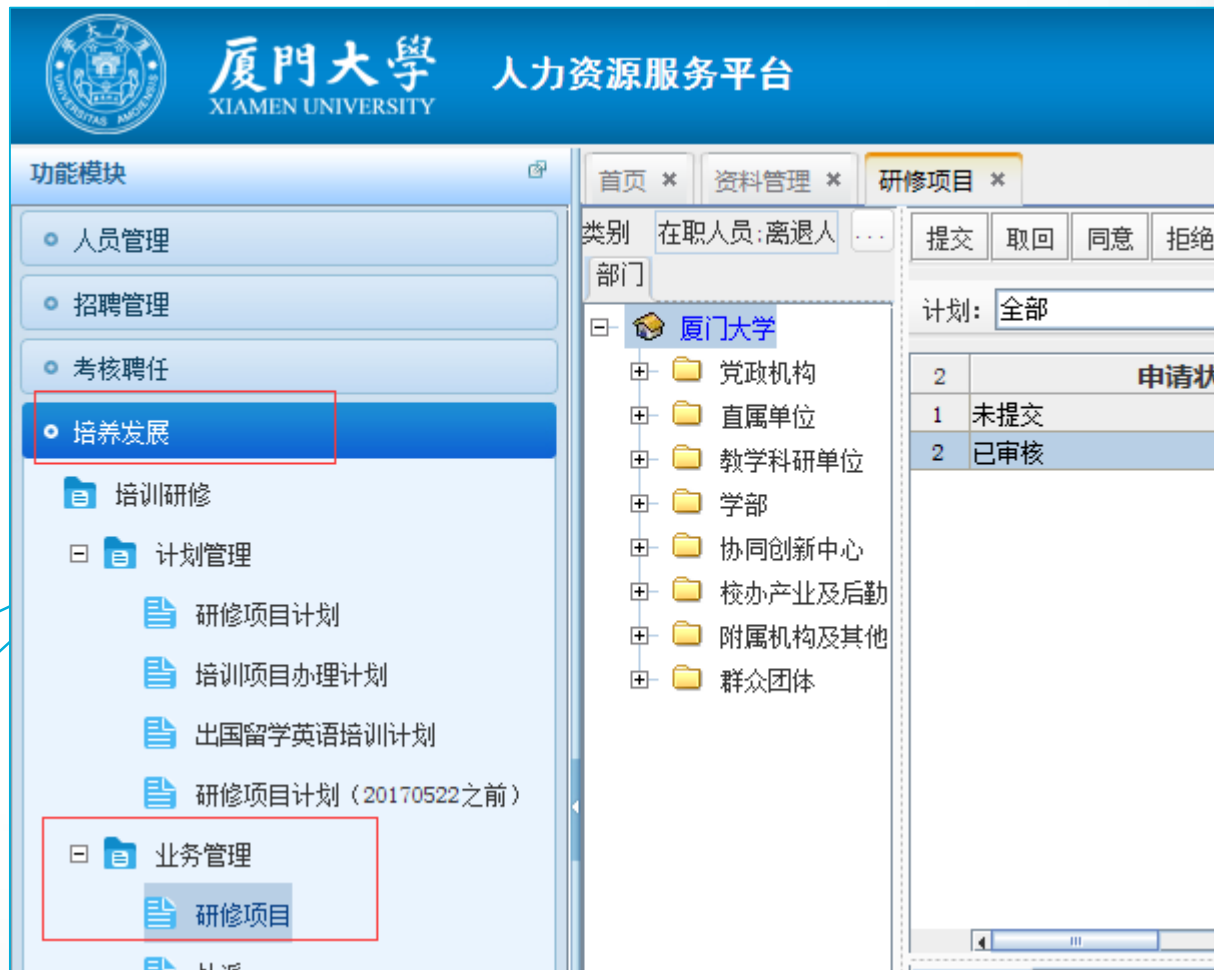 厦門大學
XIAMEN UNIVERSITY
人力资源服务平台
功能模块
人员管理
招聘管理
考核聘任
培养发展
培训研修
计划管理
研修项目计划
培训项目办理计划
出国留学英语培训计划
研修项目计划（20170522之前）
业务管理
研修项目
首页
资料管理
研修项目
类别 在职人员;离退人 ...
部门
厦门大学
党政机构
直属单位
教学科研单位
学部
协同创新中心
校办产业及后勤
附属机构及其他
群众团体
提交 取回 同意 拒绝
计划: 全部
2 申请状
1 未提交
2 已审核